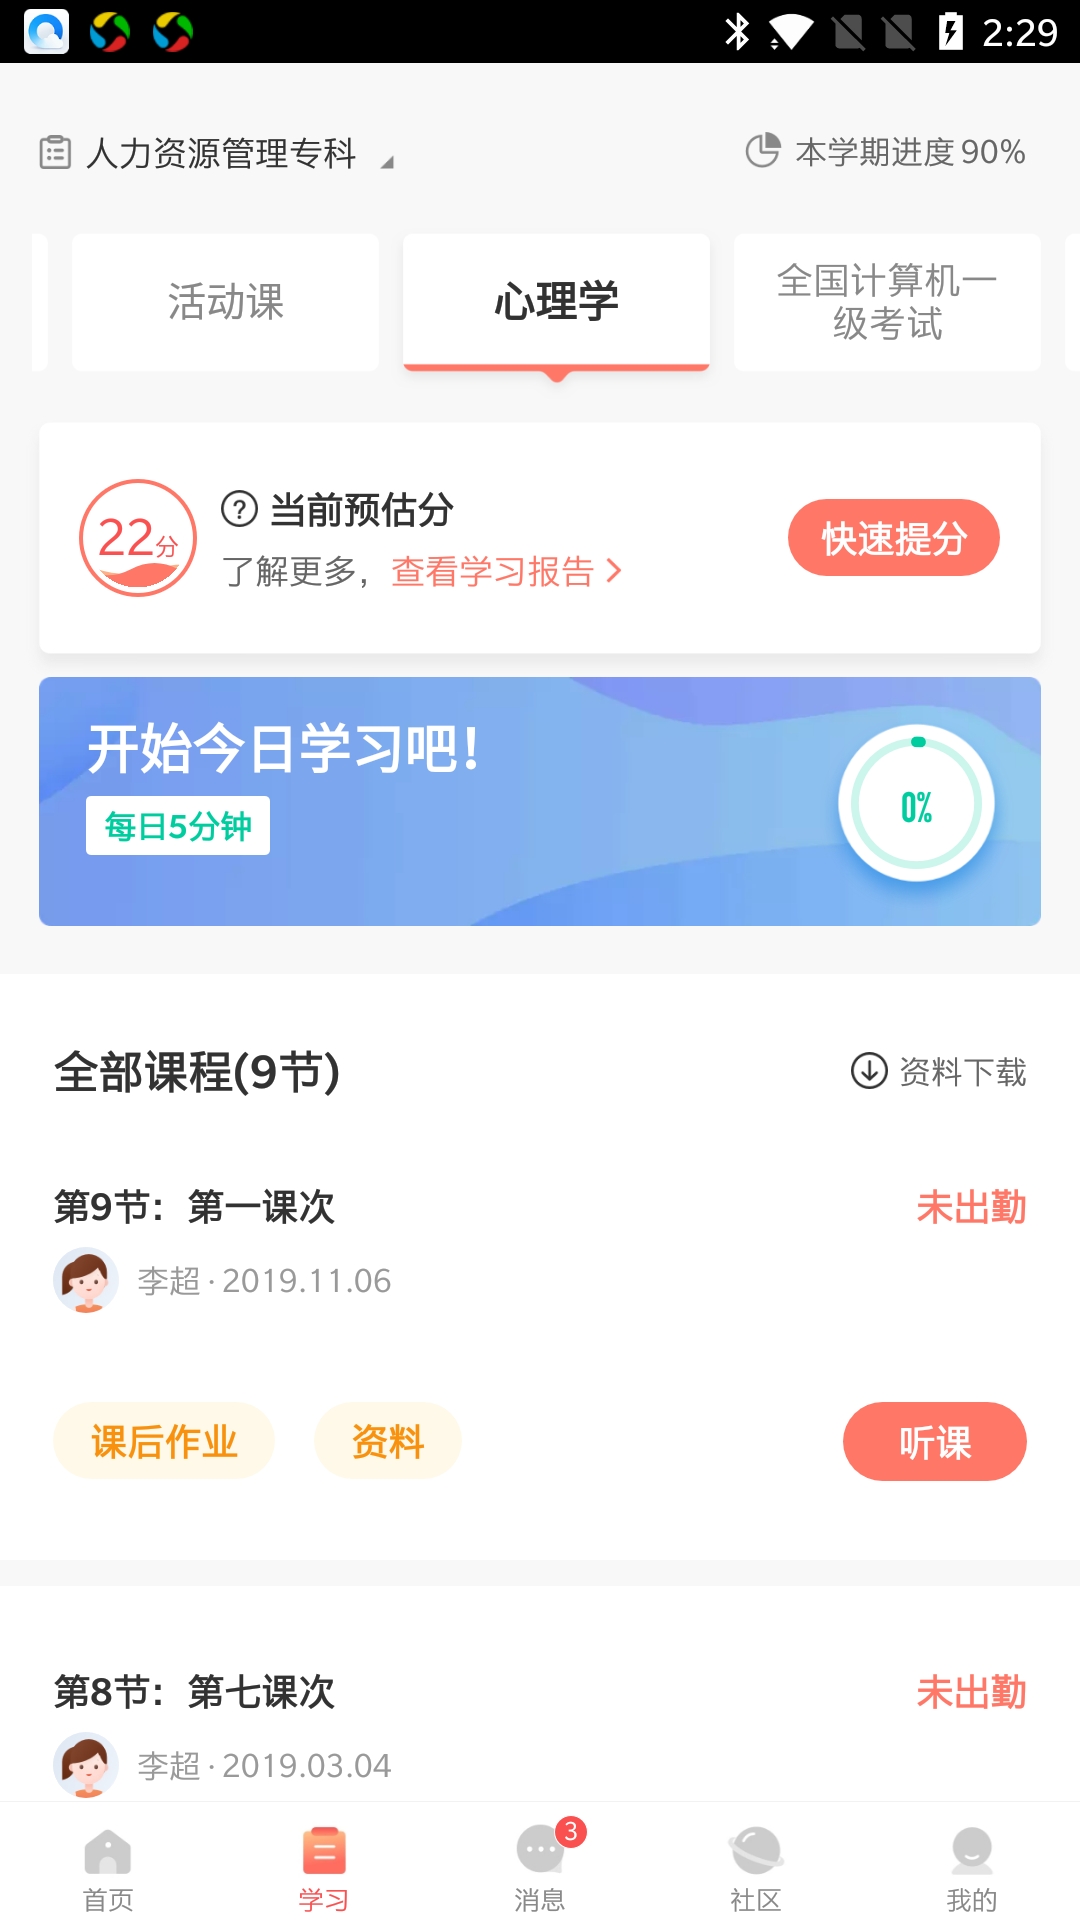 2:29
人力资源管理专科
本学期进度 90%
活动课
心理学
全国计算机一
级考试
22分
当前预估分
了解更多，查看学习报告
快速提分
开始今日学习吧!
每日5分钟
0%
全部课程(9节)
资料下载
第9节：第一课次
未出勤
李超 · 2019.11.06
课后作业
资料
听课
第8节：第七课次
未出勤
李超 · 2019.03.04
3
首页
学习
消息
社区
我的